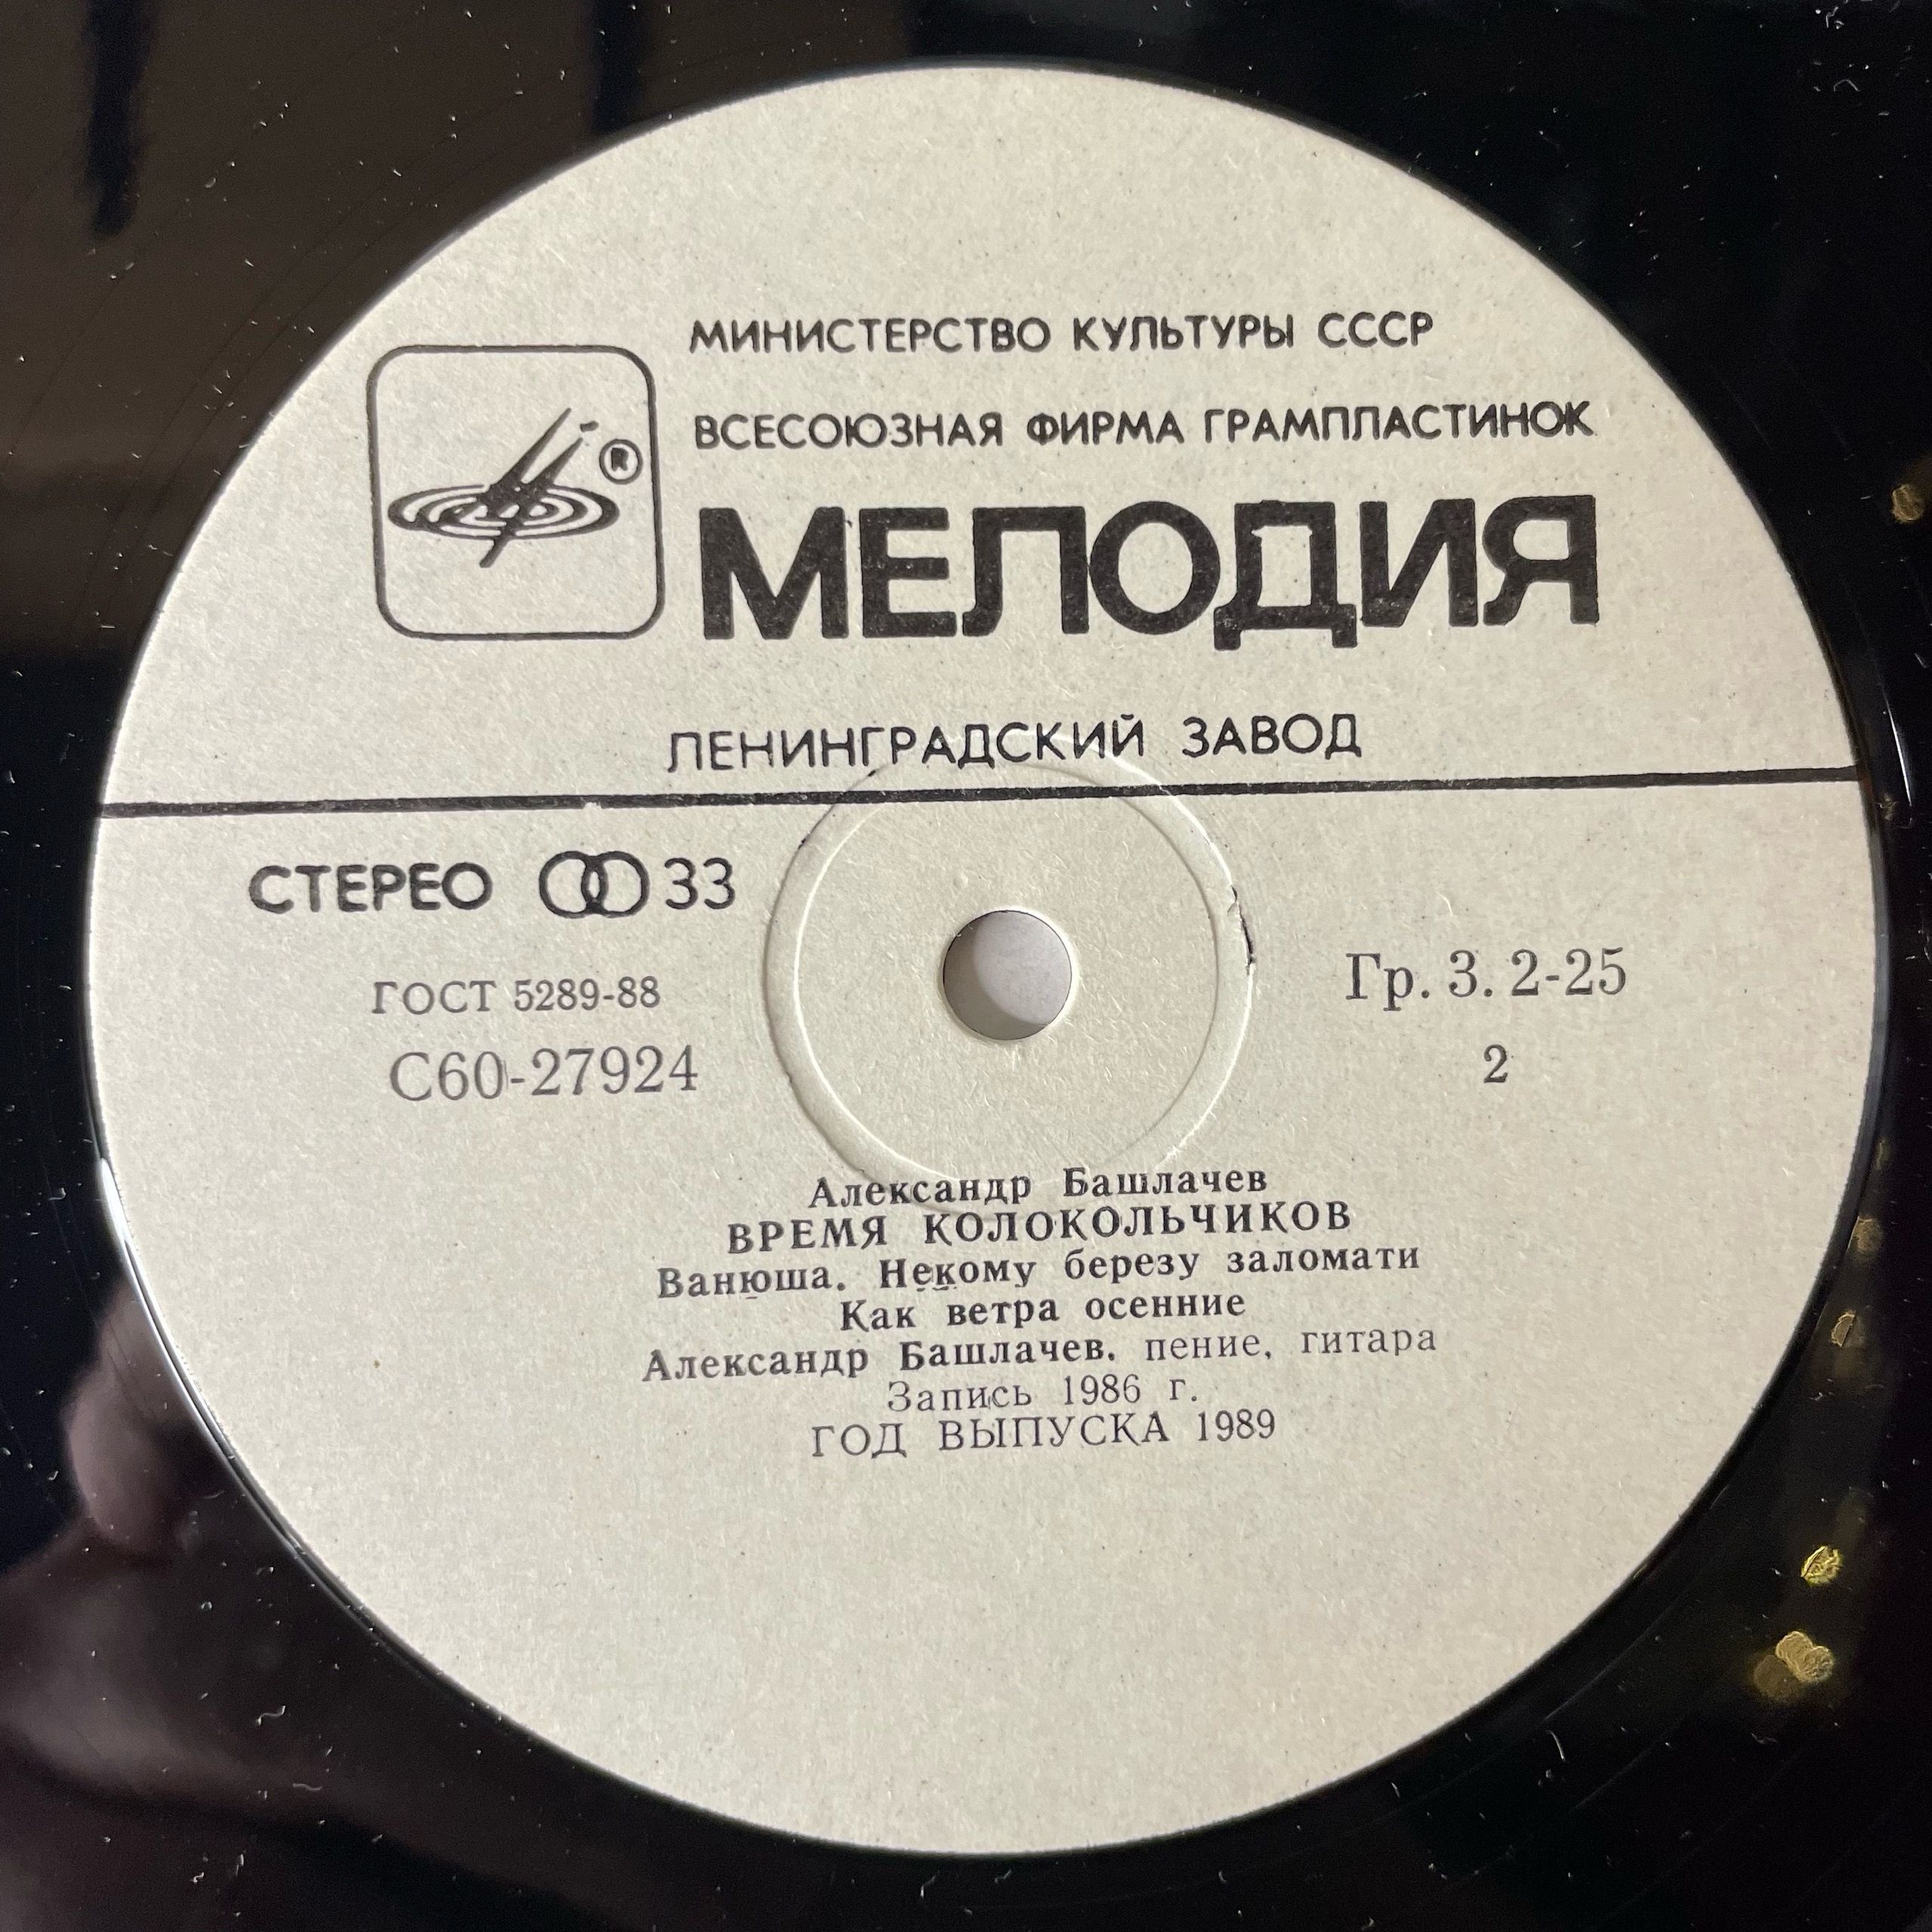 МИНИСТЕРСТВО КУЛЬТУРЫ СССР
ВСЕСОЮЗНАЯ ФИРМА ГРАМПЛАСТИНОК
®
МЕЛОДИЯ
ЛЕНИНГРАДСКИЙ ЗАВОД
СТЕРЕО 33
ГОСТ 5289-88
С60-27924
Гр. 3. 2-25
2
Александр Башлачев
ВРЕМЯ КОЛОКОЛЬЧИКОВ
Ванюша. Некому березу заломати
Как ветра осенние
Александр Башлачев. пение, гитара
Запись 1986 г.
ГОД ВЫПУСКА 1989